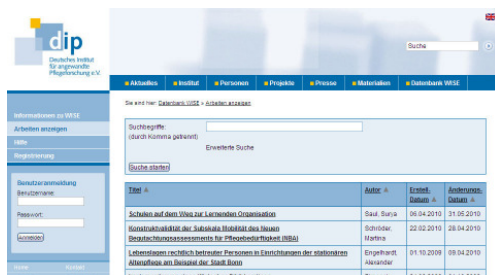 dip
Deutsches Institut
für angewandte
Pflegeforschung e.V.
Suche
Aktuelles Institut Personen Projekte Presse Materialien Datenbank WISE
Sie sind hier: Datenbank WISE > Arbeiten anzeigen
Informationen zu WISE
Arbeiten anzeigen
Hilfe
Registrierung
Suchbegriffe:
(durch Komma getrennt)
Erweiterte Suche
Suche starten
Benutzeranmeldung
Benutzername:
Passwort:
Anmelden
Home Kontakt
Titel Autor Erstell-Datum Änderungs-Datum
Schulen auf dem Weg zur Lernenden Organisation Saul, Surya 06.04.2010 31.05.2010
Konstruktvalidität der Subskala Mobilität des Neuen Schröder, 22.02.2010 28.04.2010
Begutachtungsassessments für Pflegebedürftigkeit (NBA) Martina
Lebenslagen rechtlich betreuter Personen in Einrichtungen der stationären Engelhardt, 01.10.2009 09.04.2010
Altenpflege am Beispiel der Stadt Bonn Alexander